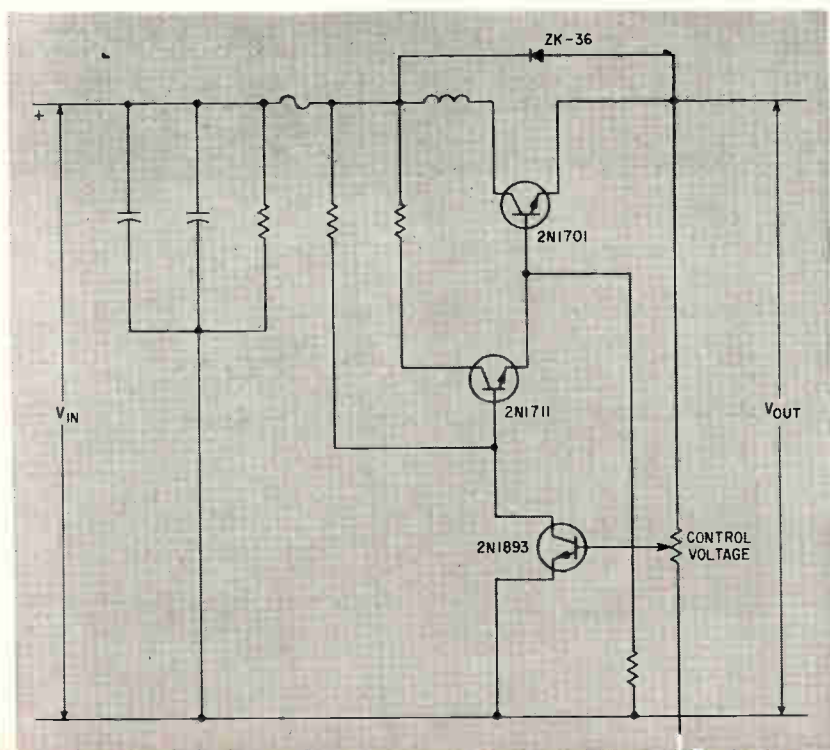 ZK-36
+
2N1701
2N1711
V_IN
V_OUT
2N1893
CONTROL
VOLTAGE